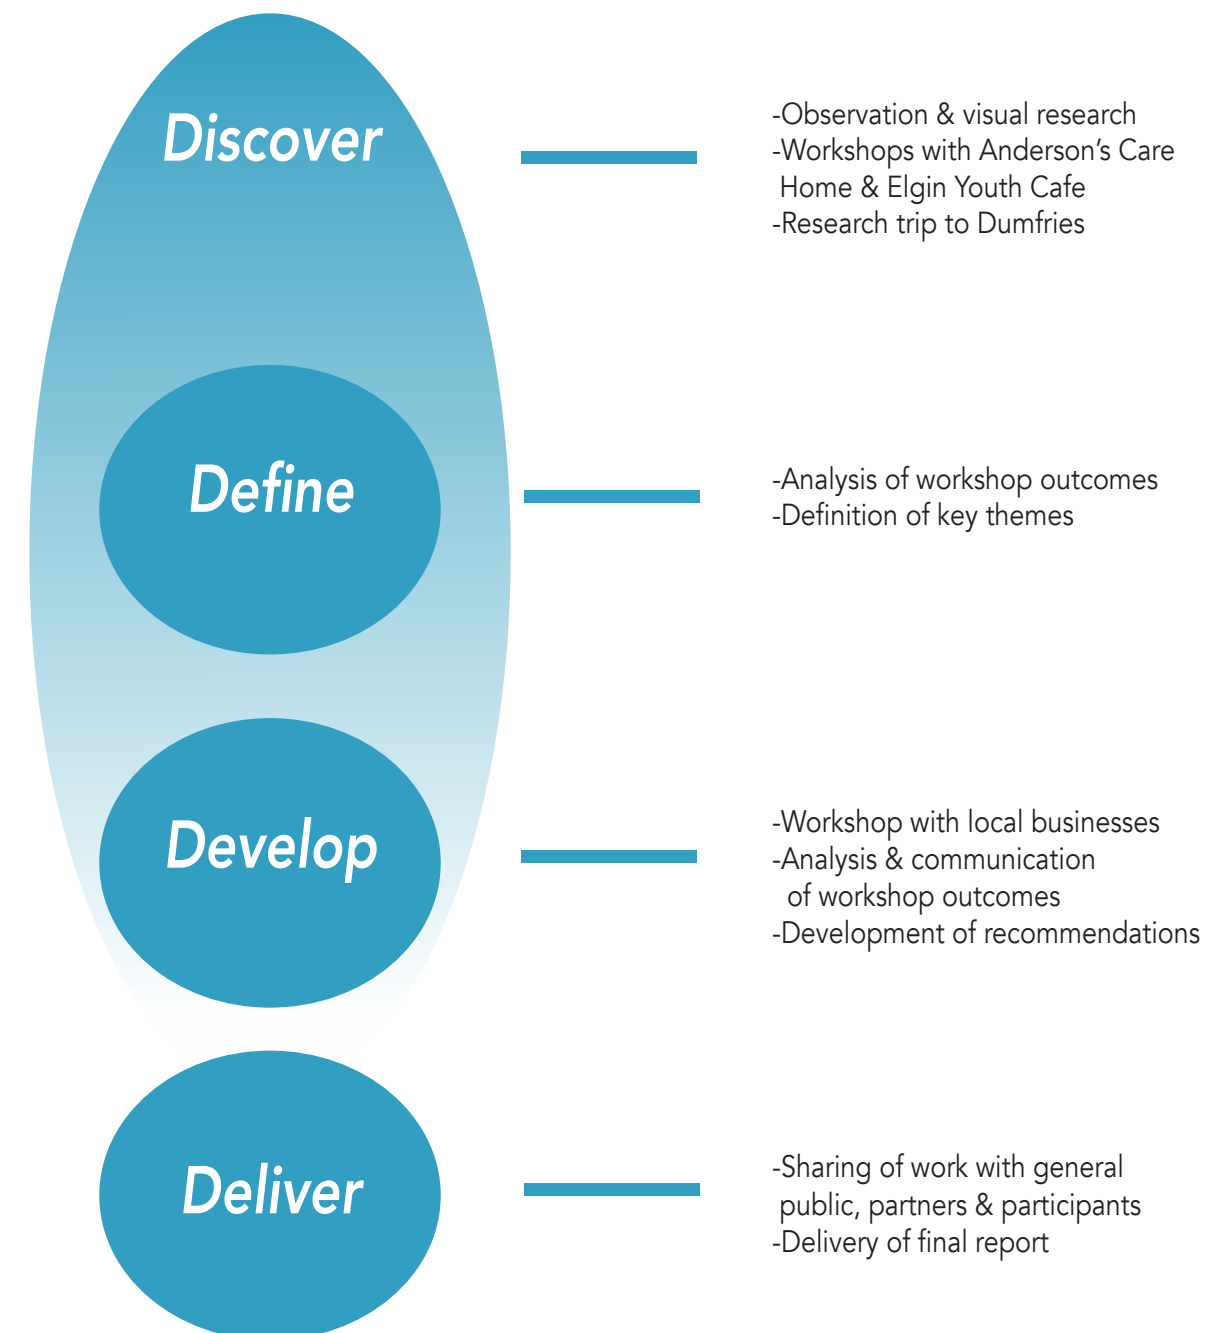 Discover
-Observation & visual research
-Workshops with Anderson’s Care
Home & Elgin Youth Cafe
-Research trip to Dumfries
Define
-Analysis of workshop outcomes
-Definition of key themes
Develop
-Workshop with local businesses
-Analysis & communication
of workshop outcomes
-Development of recommendations
Deliver
-Sharing of work with general
public, partners & participants
-Delivery of final report